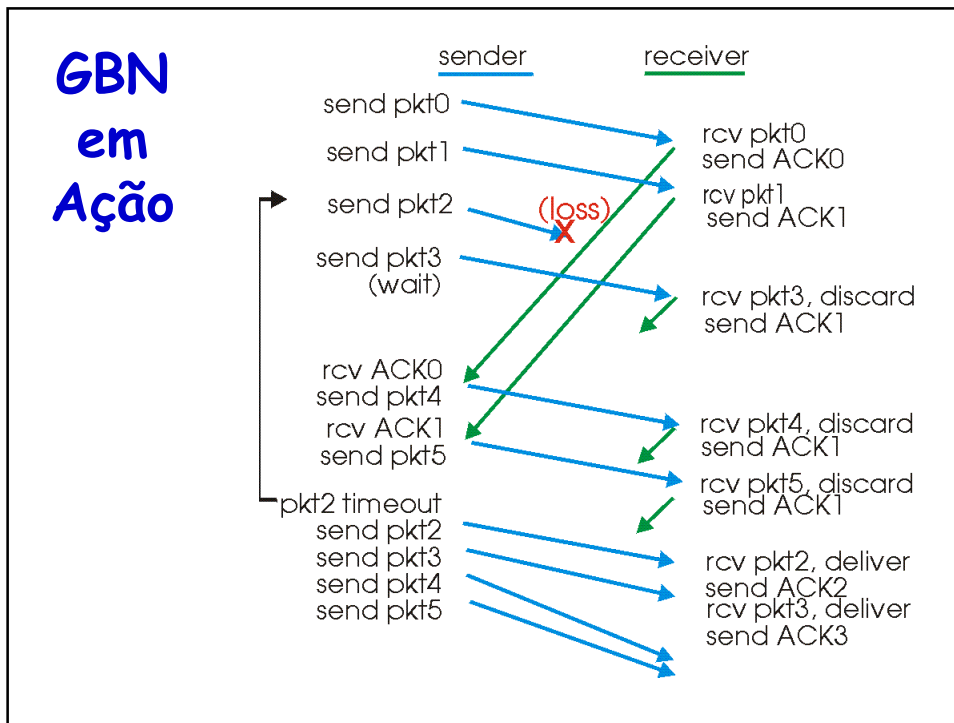 GBN
em
Ação
sender
receiver
send pkt0
send pkt1
send pkt2
send pkt3
(wait)
(loss)
X
rcv pkt0
send ACK0
rcv pkt1
send ACK1
rcv pkt3, discard
send ACK1
rcv ACK0
send pkt4
rcv ACK1
send pkt5
rcv pkt4, discard
send ACK1
rcv pkt5, discard
send ACK1
pkt2 timeout
send pkt2
send pkt3
send pkt4
send pkt5
rcv pkt2, deliver
send ACK2
rcv pkt3, deliver
send ACK3